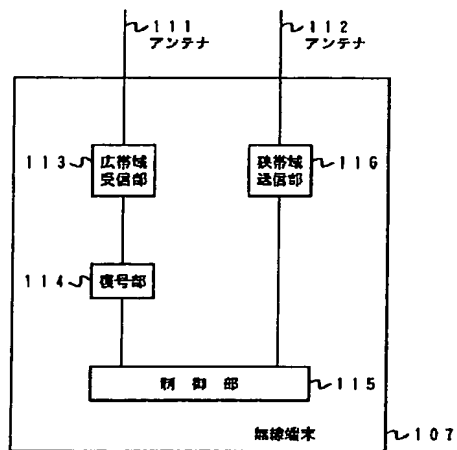 111
アンテナ
112
アンテナ
113
広帯域
受信部
狭帯域
送信部
116
114
復号部
制御部
115
無線端末
107